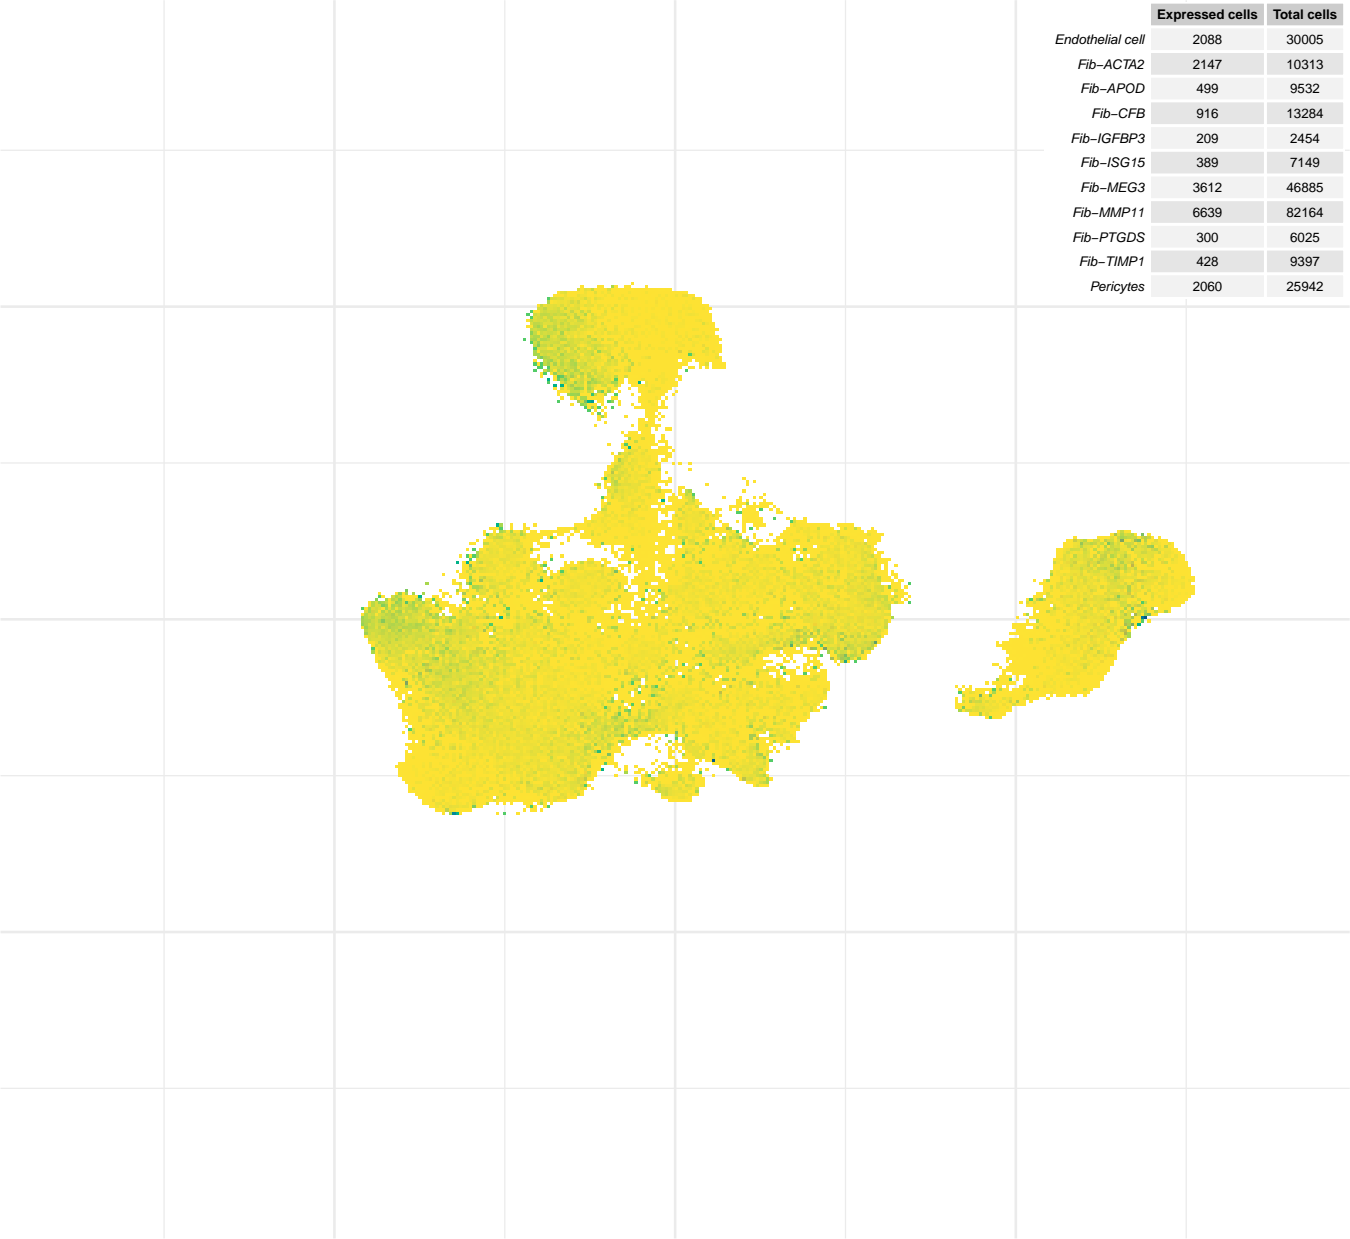 Expressed cells Total cells
Endothelial cell 2088 30005
Fib−ACTA2 2147 10313
Fib−APOD 499 9532
Fib−CFB 916 13284
Fib−IGFBP3 209 2454
Fib−ISG15 389 7149
Fib−MEG3 3612 46885
Fib−MMP11 6639 82164
Fib−PTGDS 300 6025
Fib−TIMP1 428 9397
Pericytes 2060 25942